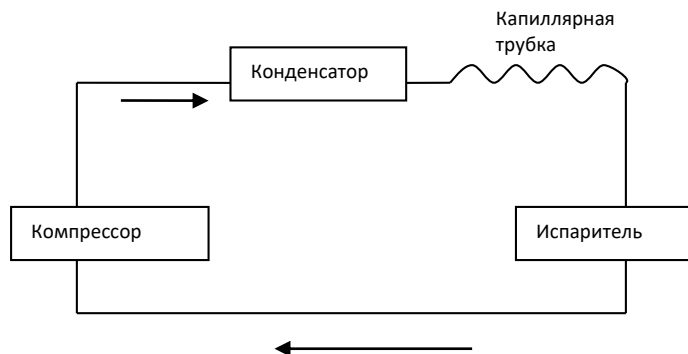 Капиллярная
трубка
Конденсатор
Компрессор
Испаритель